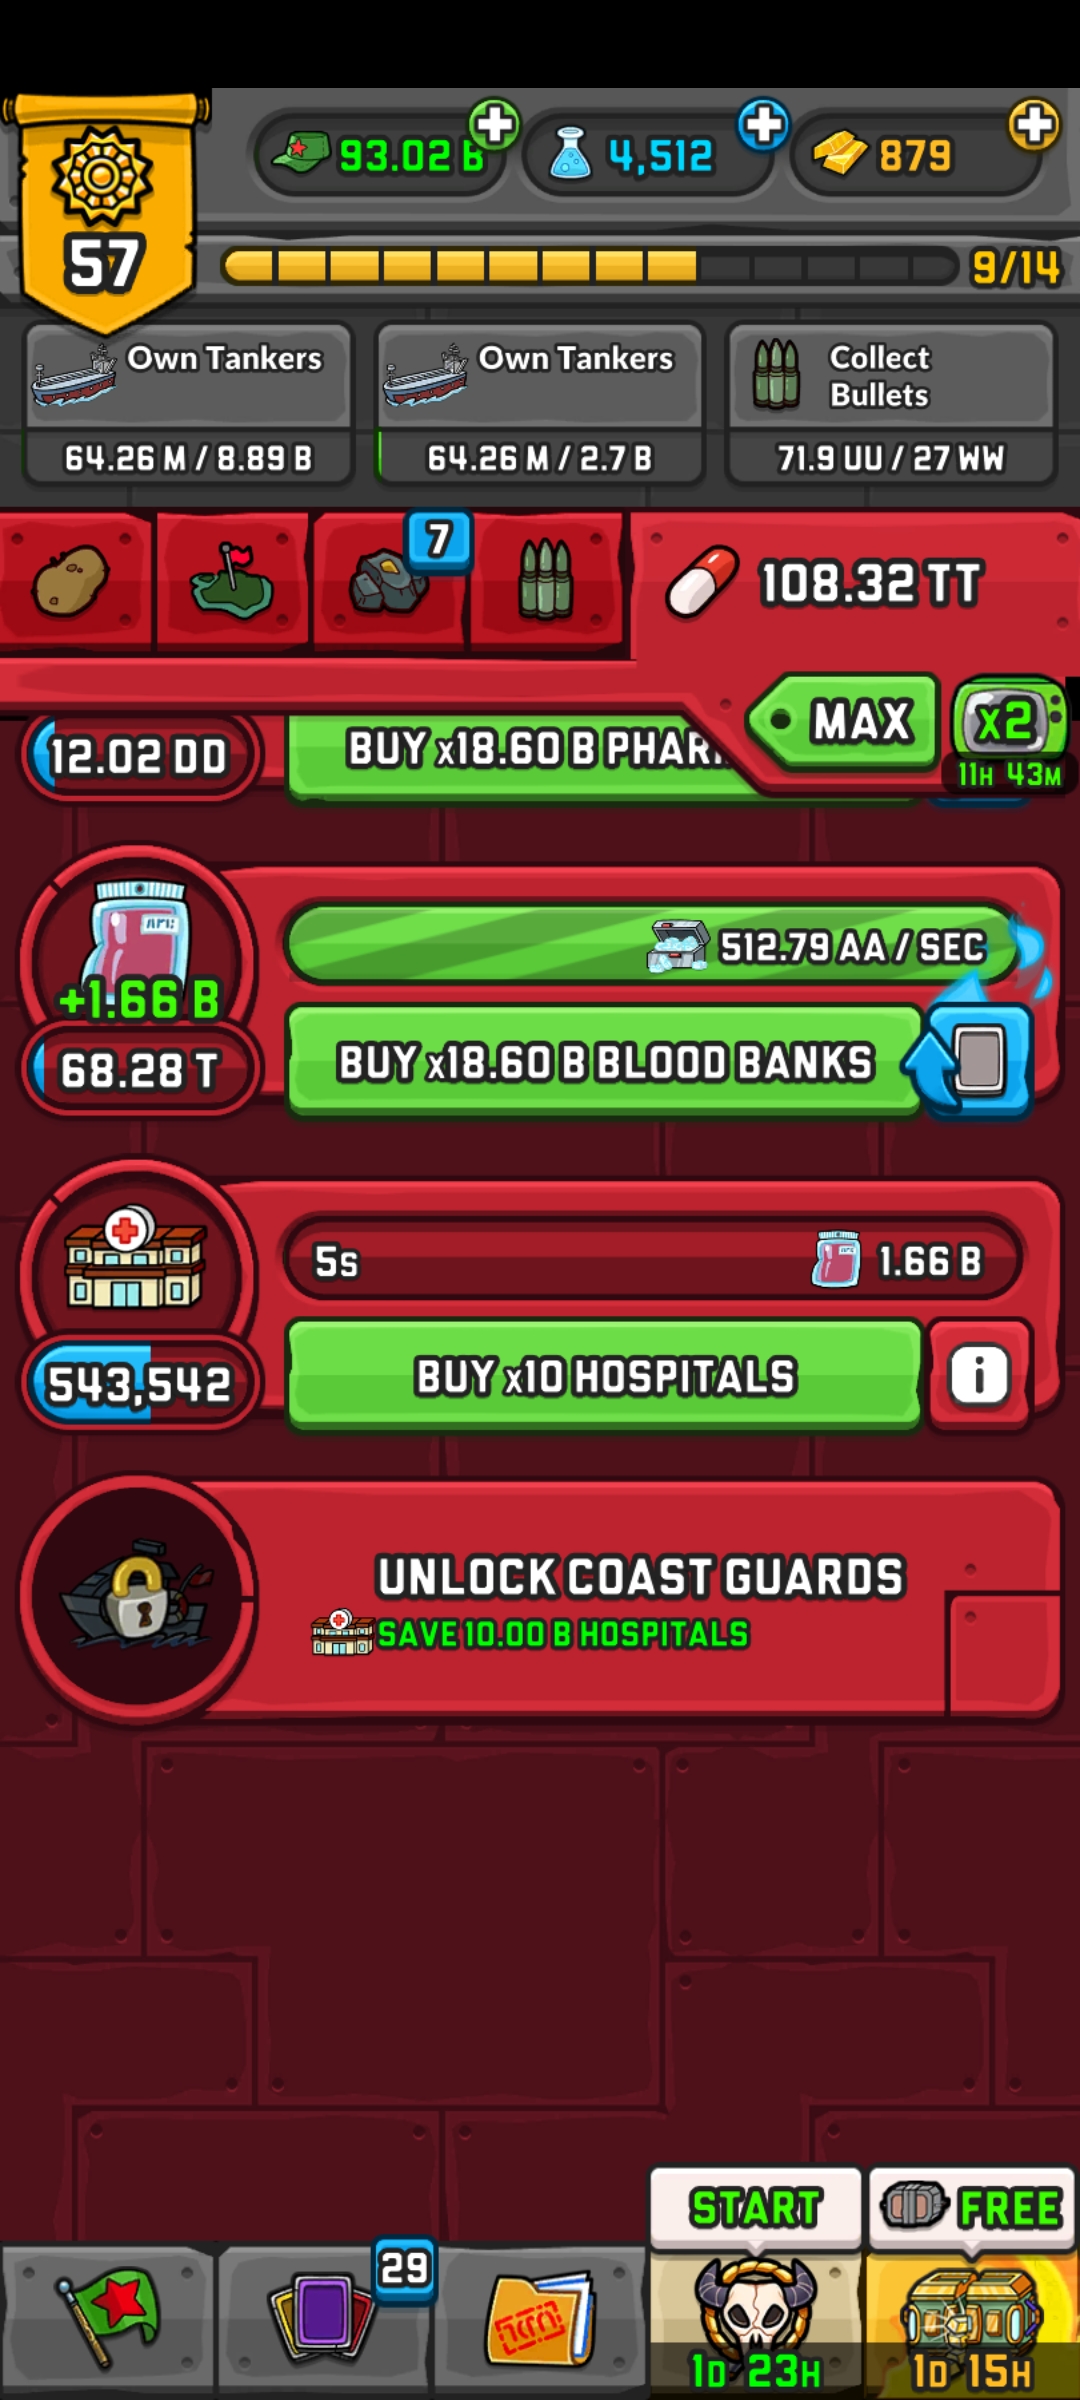 93.02 B
4,512
879
57
9/14
Own Tankers
64.26 M / 8.89 B
Own Tankers
64.26 M / 2.7 B
Collect
Bullets
71.9 UU / 27 WW
7
108.32 TT
MAX
x2
11H 43M
12.02 DD
BUY x18.60 B PHAR
+1.66 B
68.28 T
512.79 AA / SEC
BUY x18.60 B BLOOD BANKS
5s
1.66 B
543,542
BUY x10 HOSPITALS
i
UNLOCK COAST GUARDS
SAVE 10.00 B HOSPITALS
START
FREE
29
1D 23H
1D 15H